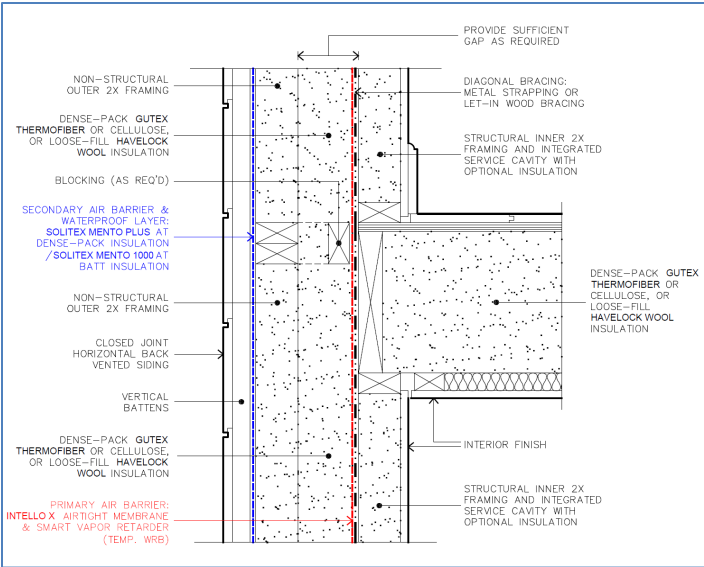 PROVIDE SUFFICIENT
GAP AS REQUIRED
NON-STRUCTURAL
OUTER 2X FRAMING
DENSE-PACK GUTEX
THERMOFIBER OR CELLULOSE,
OR LOOSE-FILL HAVELOCK
WOOL INSULATION
BLOCKING (AS REQ'D)
SECONDARY AIR BARRIER &
WATERPROOF LAYER:
SOLITEX MENTO PLUS AT
DENSE-PACK INSULATION
/SOLITEX MENTO 1000 AT
BATT INSULATION
NON-STRUCTURAL
OUTER 2X FRAMING
CLOSED JOINT
HORIZONTAL BACK
VENTED SIDING
VERTICAL
BATTENS
DENSE-PACK GUTEX
THERMOFIBER OR CELLULOSE,
OR LOOSE-FILL HAVELOCK
WOOL INSULATION
PRIMARY AIR BARRIER:
INTELLO X AIRTIGHT MEMBRANE
& SMART VAPOR RETARDER
(TEMP. WRB)
DIAGONAL BRACING:
METAL STRAPPING OR
LET-IN WOOD BRACING
STRUCTURAL INNER 2X
FRAMING AND INTEGRATED
SERVICE CAVITY WITH
OPTIONAL INSULATION
DENSE-PACK GUTEX
THERMOFIBER OR
CELLULOSE, OR
LOOSE-FILL
HAVELOCK WOOL
INSULATION
INTERIOR FINISH
STRUCTURAL INNER 2X
FRAMING AND INTEGRATED
SERVICE CAVITY WITH
OPTIONAL INSULATION